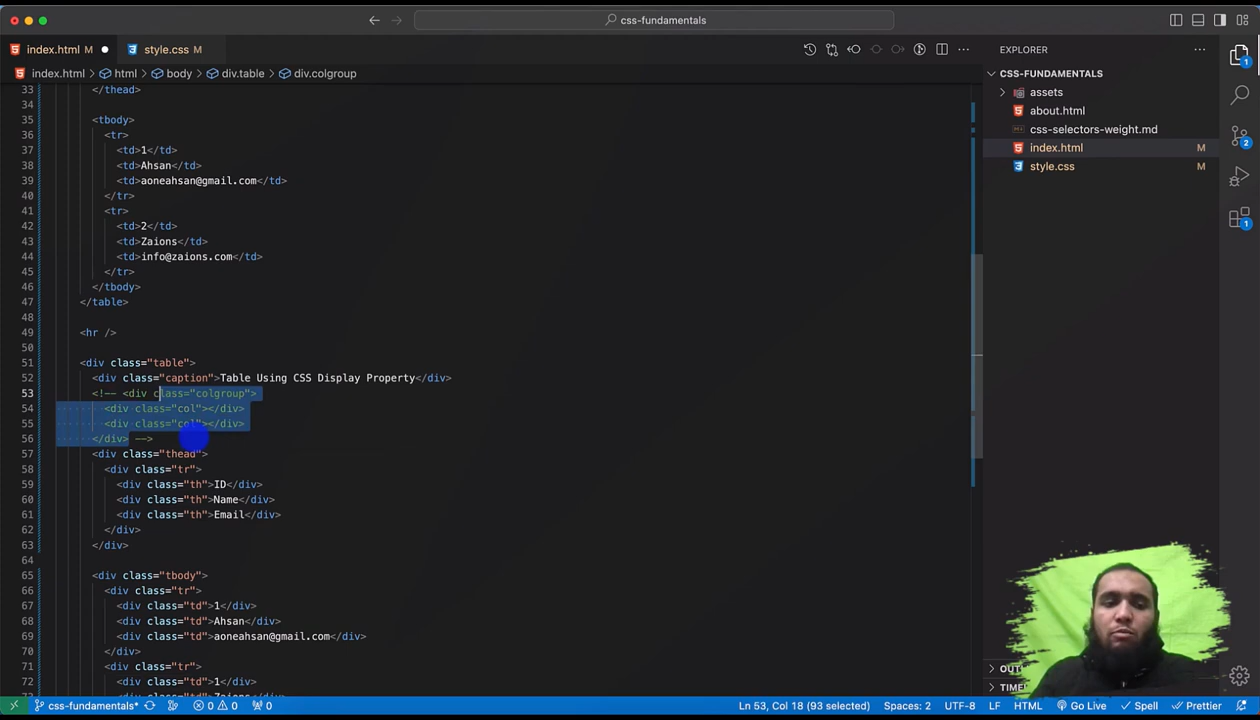 css-fundamentals
index.html M
style.css M
index.html > html > body > div.table > div.colgroup
33 </thead>
34
35 <tbody>
36 <tr>
37 <td>1</td>
38 <td>Ahsan</td>
39 <td>aoneahsan@gmail.com</td>
40 </tr>
41 <tr>
42 <td>2</td>
43 <td>Zaions</td>
44 <td>info@zaions.com</td>
45 </tr>
46 </tbody>
47 </table>
48
49 <hr />
50
51 <div class="table">
52 <div class="caption">Table Using CSS Display Property</div>
53 <!-- <div class="colgroup">
54 <div class="col"></div>
55 <div class="col"></div>
56 </div> -->
57 <div class="thead">
58 <div class="tr">
59 <div class="th">ID</div>
60 <div class="th">Name</div>
61 <div class="th">Email</div>
62 </div>
63 </div>
64
65 <div class="tbody">
66 <div class="tr">
67 <div class="td">1</div>
68 <div class="td">Ahsan</div>
69 <div class="td">aoneahsan@gmail.com</div>
70 </div>
71 <div class="tr">
72 <div class="td">1</div>
EXPLORER
CSS-FUNDAMENTALS
assets
about.html
css-selectors-weight.md
index.html M
style.css M
1
2
1
css-fundamentals*
0 0
0
Ln 53, Col 18 (93 selected)
Spaces: 2
UTF-8
LF
HTML
Go Live
Spell
Prettier